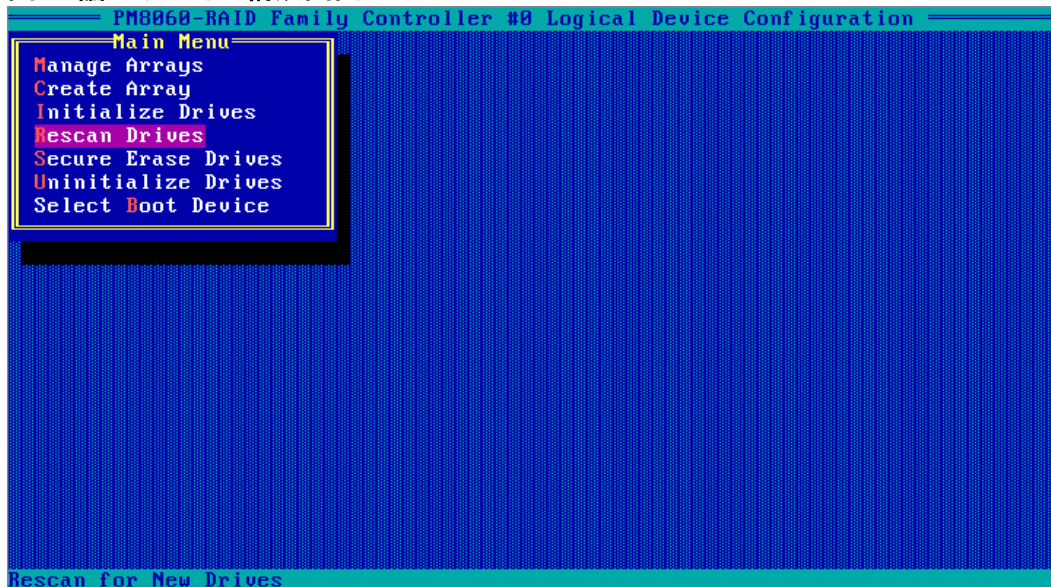 PM8060-RAID Family Controller #0 Logical Device Configuration
Main Menu
Manage Arrays
Create Array
Initialize Drives
Rescan Drives
Secure Erase Drives
Uninitialize Drives
Select Boot Device
Rescan for New Drives